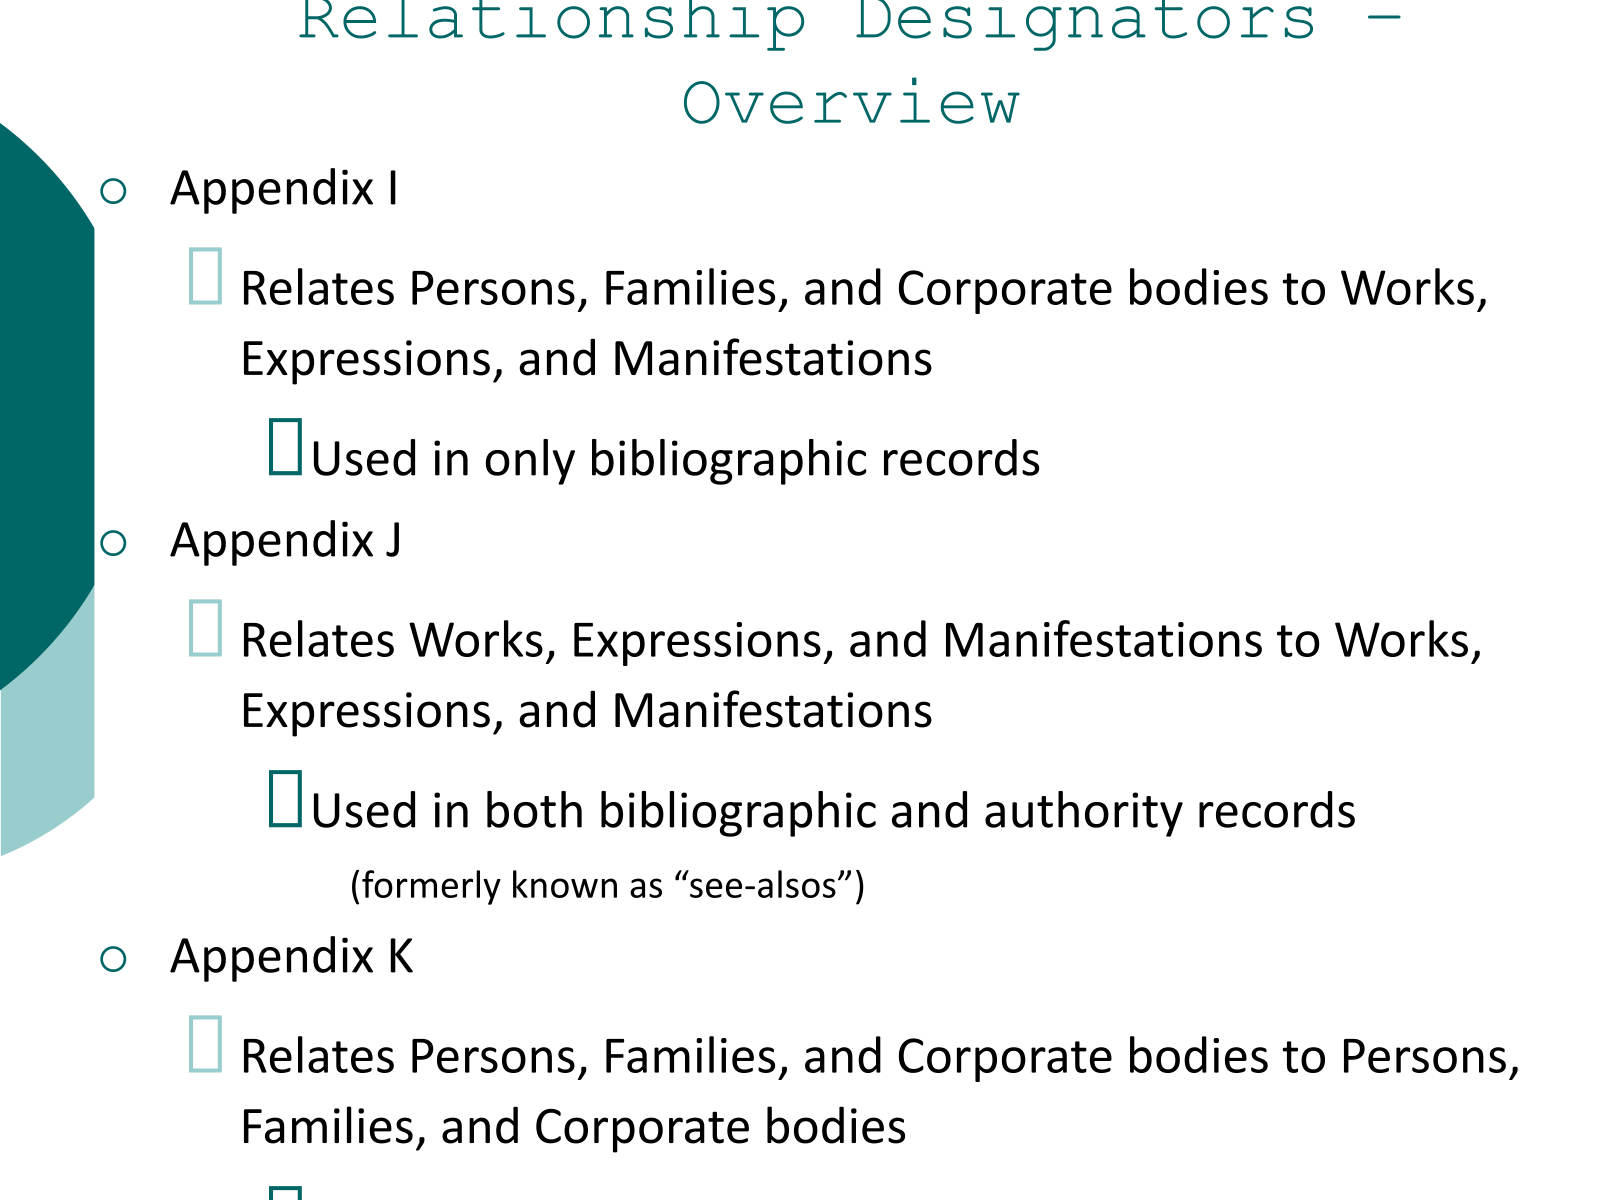 Relationship Designators –
Overview
Appendix I
Relates Persons, Families, and Corporate bodies to Works,
Expressions, and Manifestations
Used in only bibliographic records
Appendix J
Relates Works, Expressions, and Manifestations to Works,
Expressions, and Manifestations
Used in both bibliographic and authority records
(formerly known as “see-alsos”)
Appendix K
Relates Persons, Families, and Corporate bodies to Persons,
Families, and Corporate bodies